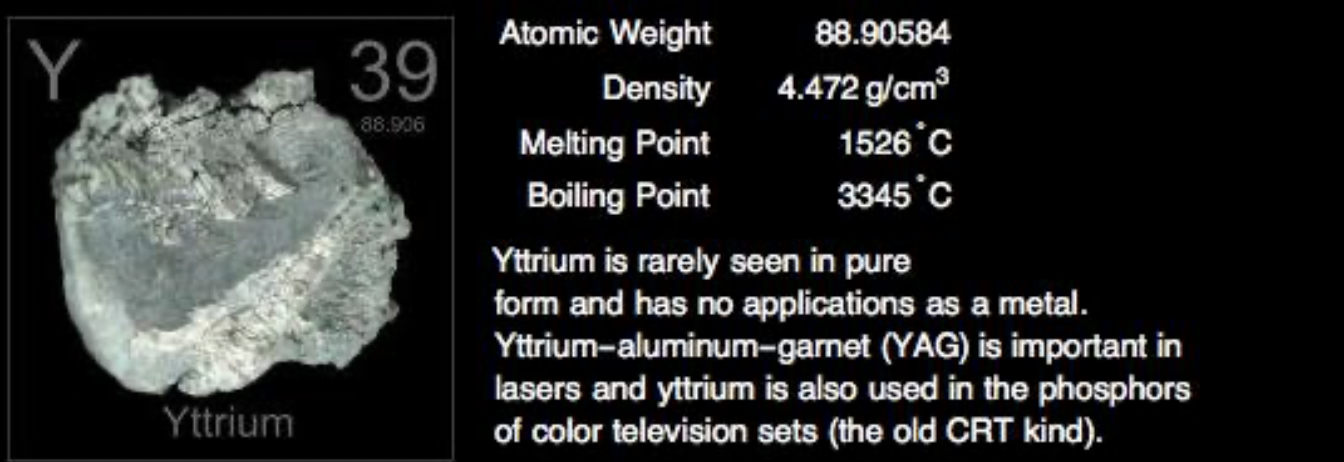 Y 39
88.906
Yttrium
Atomic Weight 88.90584
Density 4.472 g/cm³
Melting Point 1526 °C
Boiling Point 3345 °C
Yttrium is rarely seen in pure
form and has no applications as a metal.
Yttrium–aluminum–garnet (YAG) is important in
lasers and yttrium is also used in the phosphors
of color television sets (the old CRT kind).